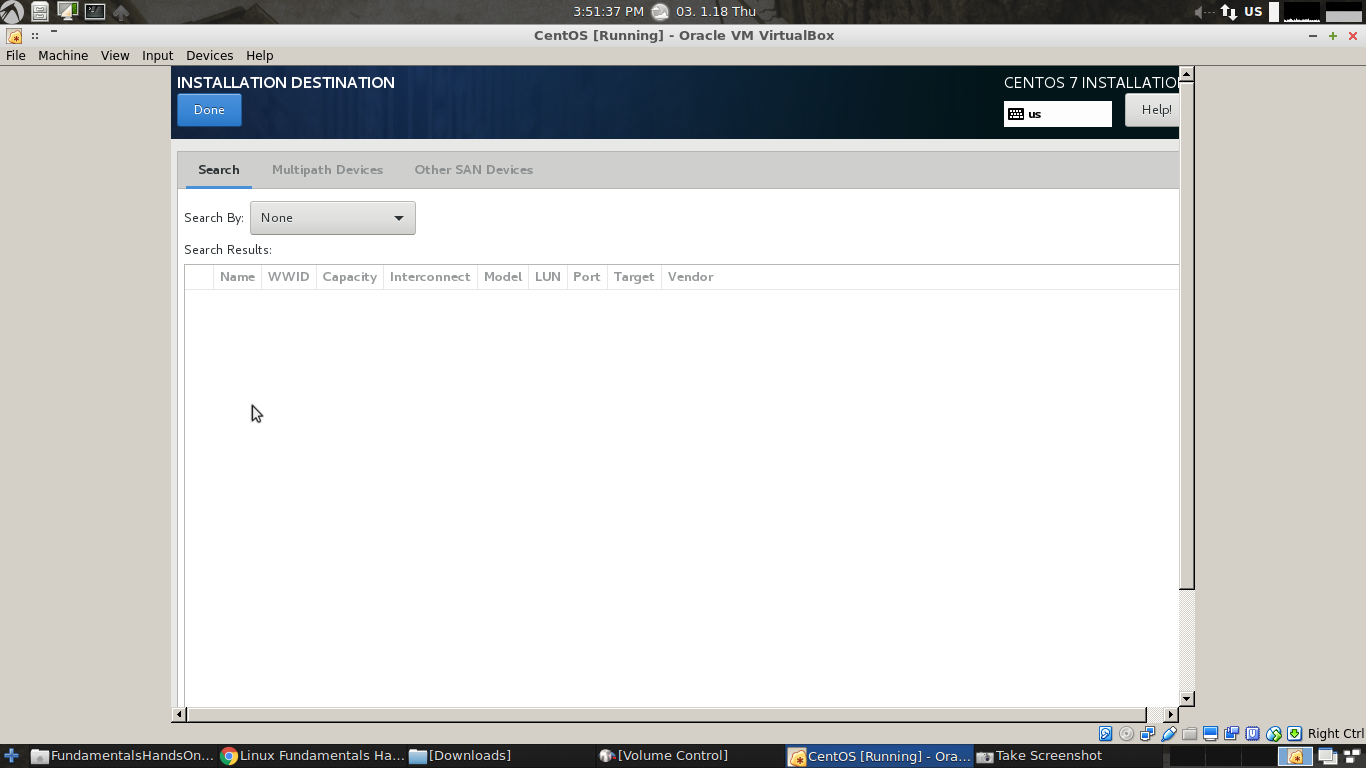 3:51:37 PM 03. 1.18 Thu US
CentOS [Running] - Oracle VM VirtualBox
File Machine View Input Devices Help
INSTALLATION DESTINATION
CENTOS 7 INSTALLATION
Done
us
Help!
Search Multipath Devices Other SAN Devices
Search By: None
Search Results:
Name WWID Capacity Interconnect Model LUN Port Target Vendor
Right Ctrl
FundamentalsHandsOn... Linux Fundamentals Ha... [Downloads] [Volume Control] CentOS [Running] - Ora... Take Screenshot